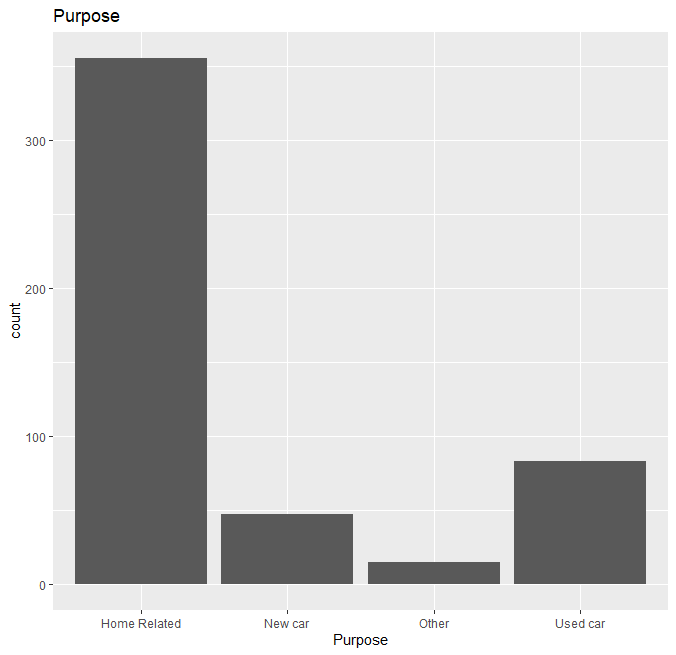 Purpose
count
300
200
100
0
Home Related New car Other Used car
Purpose